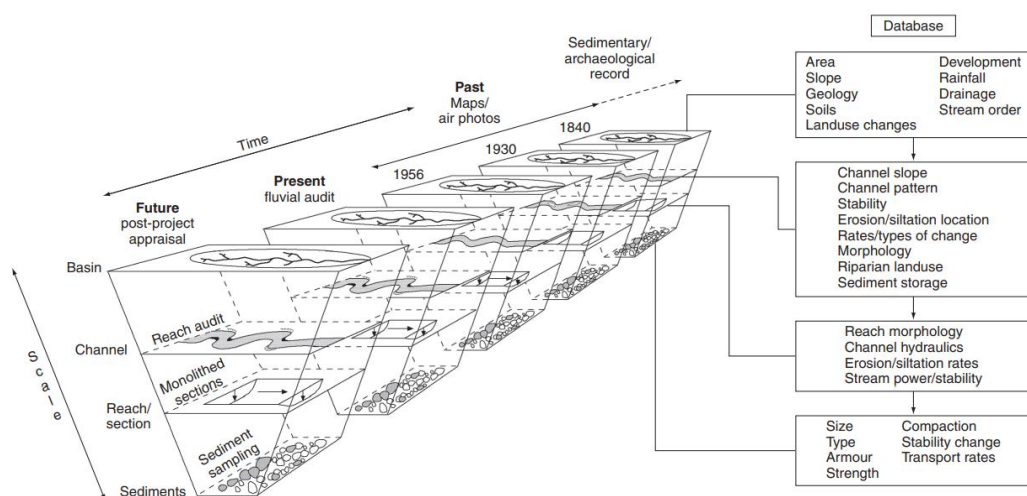 Database
Sedimentary/
archaeological
record
Past
Maps/
air photos
Time
1840
1930
1956
Present
fluvial audit
Future
post-project
appraisal
Basin
Reach audit
Channel
Monolithed
sections
Reach/
section
Sediment
sampling
Sediments
Scale
Area
Slope
Geology
Soils
Landuse changes
Development
Rainfall
Drainage
Stream order
Channel slope
Channel pattern
Stability
Erosion/siltation location
Rates/types of change
Morphology
Riparian landuse
Sediment storage
Reach morphology
Channel hydraulics
Erosion/siltation rates
Stream power/stability
Size
Type
Armour
Strength
Compaction
Stability change
Transport rates